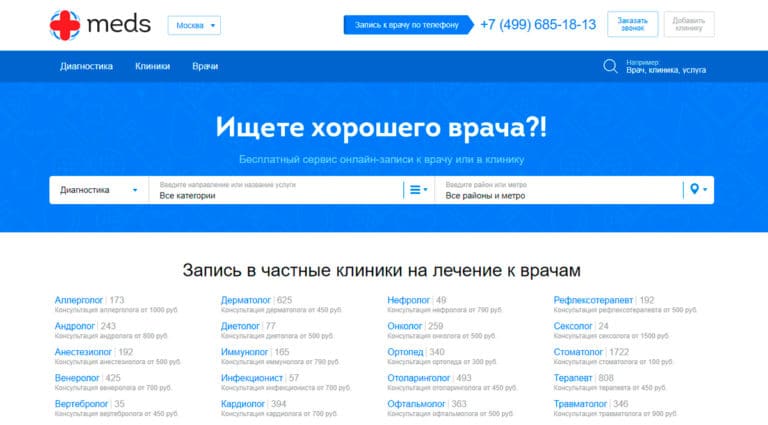 meds
Москва
Запись к врачу по телефону
+7 (499) 685-18-13
Заказать
звонок
Добавить
клинику
Диагностика Клиники Врачи
Например:
Врач, клиника, услуга
Ищете хорошего врача?!
Бесплатный сервис онлайн-записи к врачу или в клинику
Диагностика
Введите направление или название услуги
Все категории
Введите район или метро
Все районы и метро
Запись в частные клиники на лечение к врачам
Аллерголог | 173
Консультация аллерголога от 1000 руб.
Андролог | 243
Консультация андролога от 800 руб.
Анестезиолог | 192
Консультация анестезиолога от 500 руб.
Венеролог | 425
Консультация венеролога от 700 руб.
Вертебролог | 35
Консультация вертебролога от 450 руб.
Дерматолог | 625
Консультация дерматолога от 450 руб.
Диетолог | 77
Консультация диетолога от 500 руб.
Иммунолог | 165
Консультация иммунолога от 790 руб.
Инфекционист | 57
Консультация инфекциониста от 700 руб.
Кардиолог | 394
Консультация кардиолога от 700 руб.
Нефролог | 49
Консультация нефролога от 790 руб.
Онколог | 259
Консультация онколога от 500 руб.
Ортопед | 340
Консультация ортопеда от 300 руб.
Отоларинголог | 493
Консультация отоларинголога от 450 руб.
Офтальмолог | 363
Консультация офтальмолога от 500 руб.
Рефлексотерапевт | 192
Консультация рефлексотерапевта от 500 руб.
Сексолог | 24
Консультация сексолога от 1500 руб.
Стоматолог | 1722
Консультация стоматолога от 100 руб.
Терапевт | 808
Консультация терапевта от 450 руб.
Травматолог | 346
Консультация травматолога от 900 руб.